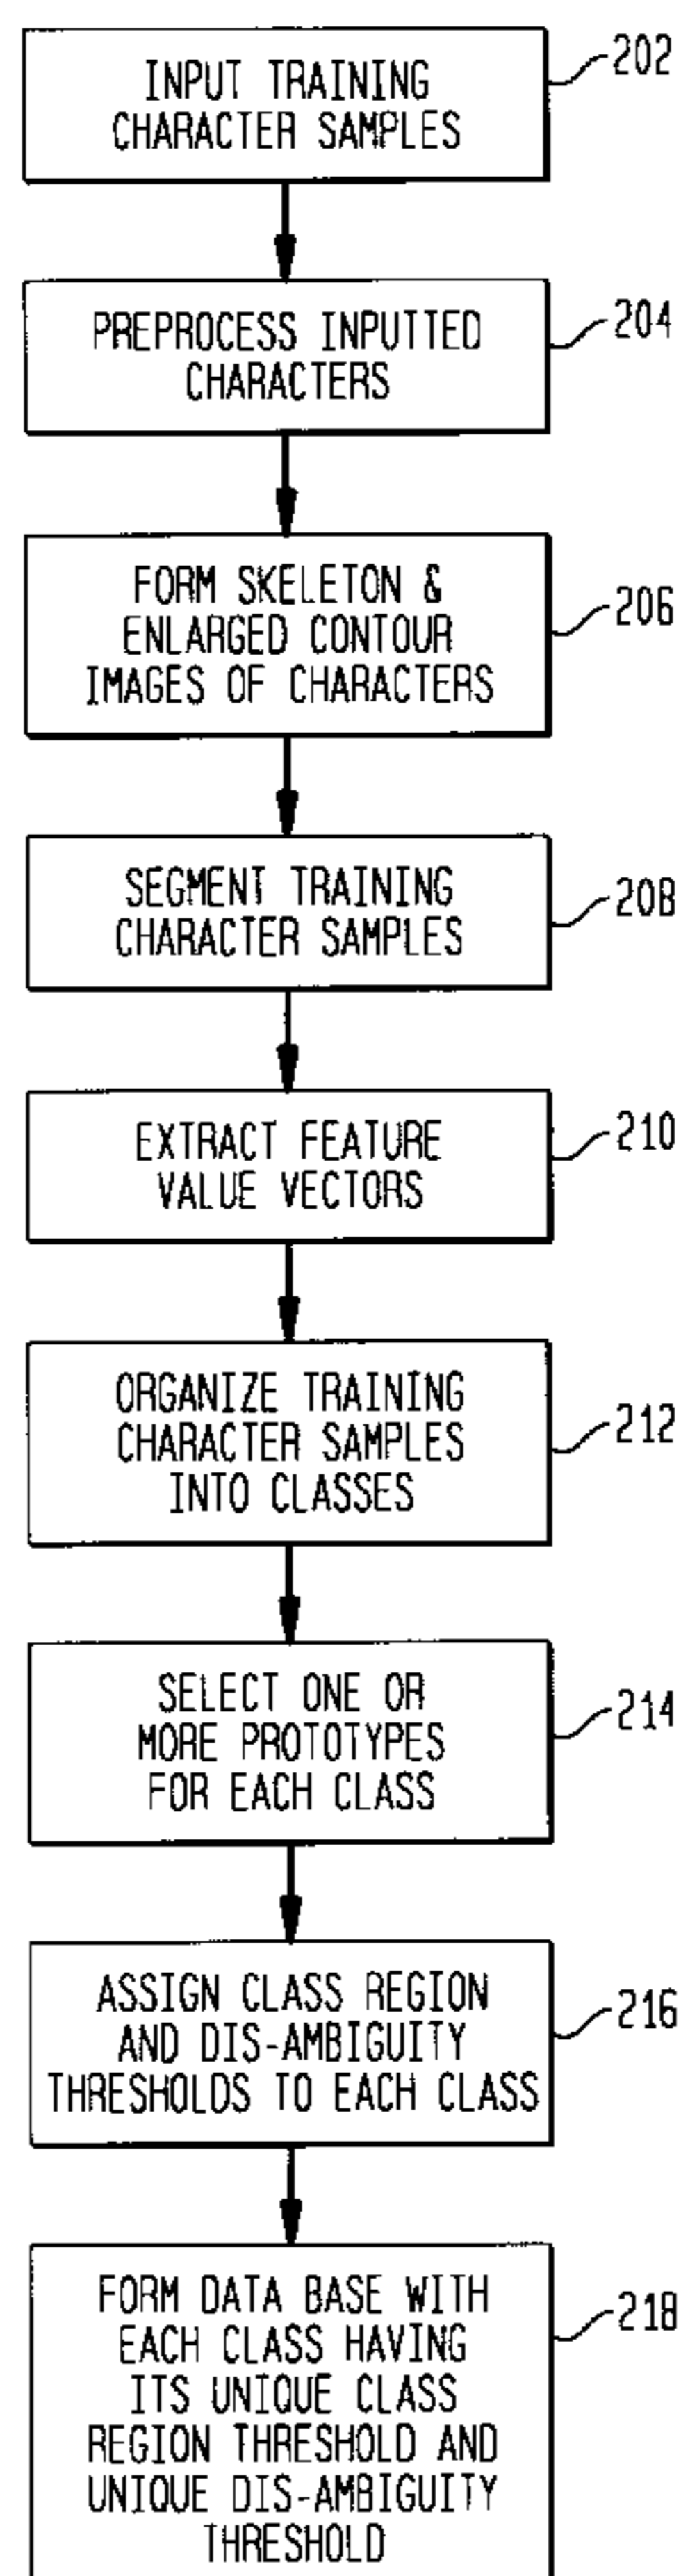 INPUT TRAINING
CHARACTER SAMPLES
202
PREPROCESS INPUTTED
CHARACTERS
204
FORM SKELETON &
ENLARGED CONTOUR
IMAGES OF CHARACTERS
206
SEGMENT TRAINING
CHARACTER SAMPLES
208
EXTRACT FEATURE
VALUE VECTORS
210
ORGANIZE TRAINING
CHARACTER SAMPLES
INTO CLASSES
212
SELECT ONE OR
MORE PROTOTYPES
FOR EACH CLASS
214
ASSIGN CLASS REGION
AND DIS-AMBIGUITY
THRESHOLDS TO EACH CLASS
216
FORM DATA BASE WITH
EACH CLASS HAVING
ITS UNIQUE CLASS
REGION THRESHOLD AND
UNIQUE DIS-AMBIGUITY
THRESHOLD
218